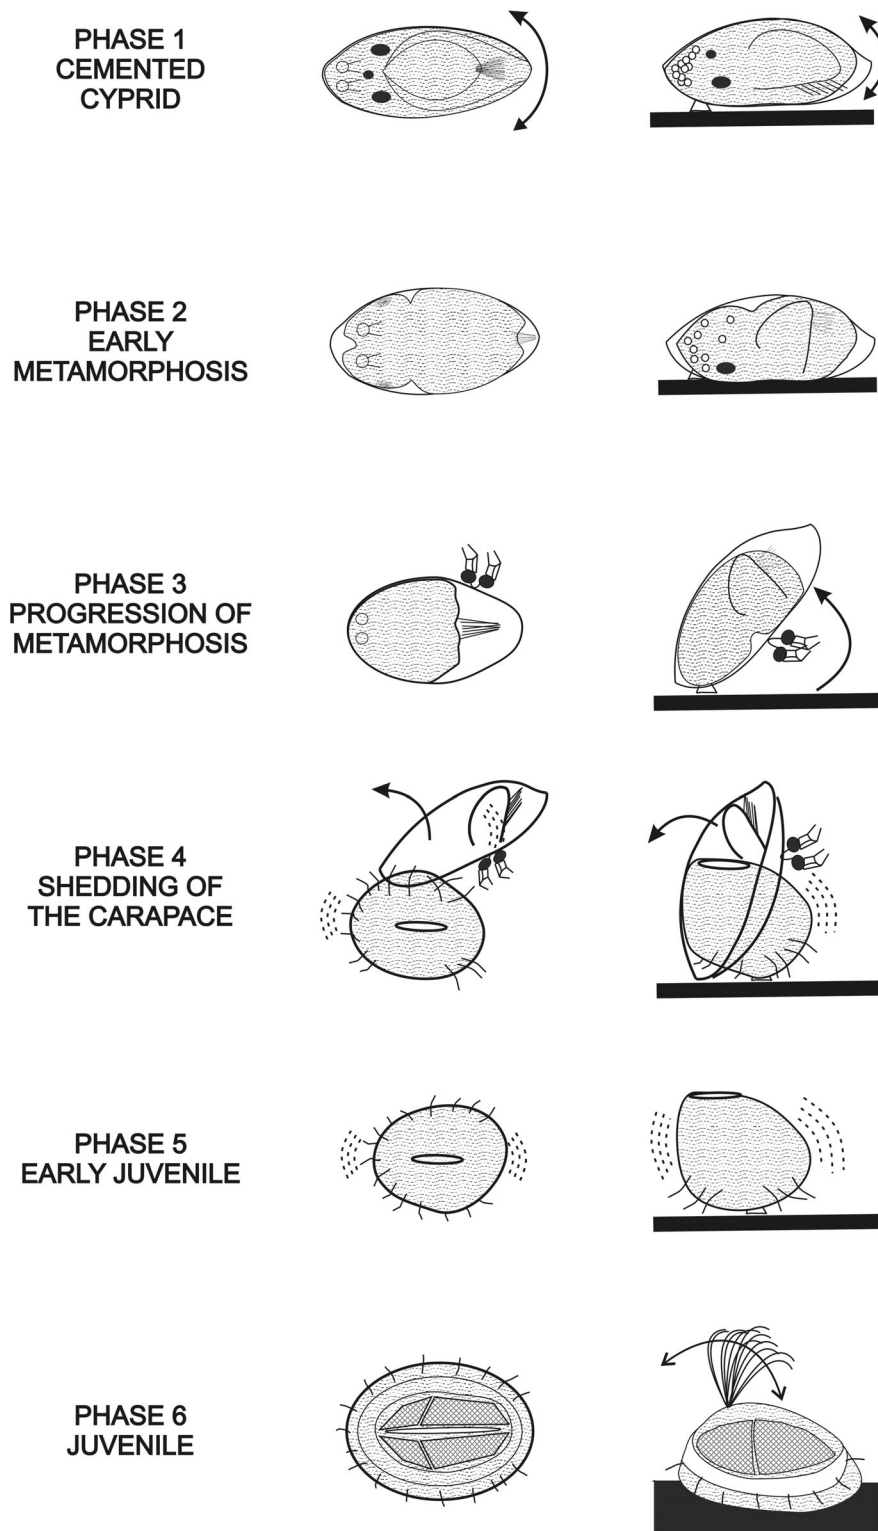 PHASE 1
CEMENTED
CYPRID
PHASE 2
EARLY
METAMORPHOSIS
PHASE 3
PROGRESSION OF
METAMORPHOSIS
PHASE 4
SHEDDING OF
THE CARAPACE
PHASE 5
EARLY JUVENILE
PHASE 6
JUVENILE